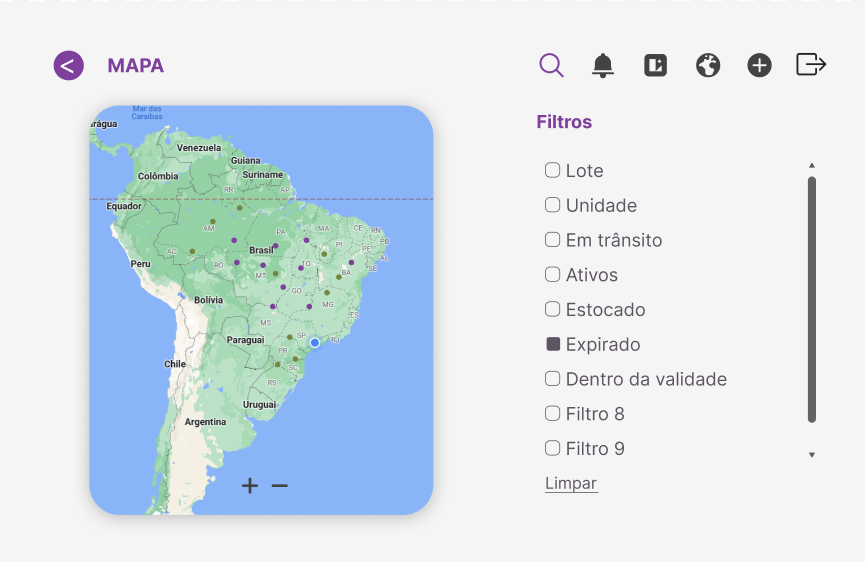 MAPA
Mar das
Caraíbas
arágua
Venezuela
Guiana
Colômbia
Suriname
RR
AP
Equador
AM
PA
MA
CE
RN
PB
PI
PE
AC
Brasil
AL
Peru
RO
TO
SE
MT
BA
GO
Bolívia
MG
ES
MS
Paraguai
SP
RJ
PR
Chile
SC
RS
Uruguai
Argentina
+ −
Filtros
Lote
Unidade
Em trânsito
Ativos
Estocado
Expirado
Dentro da validade
Filtro 8
Filtro 9
Limpar